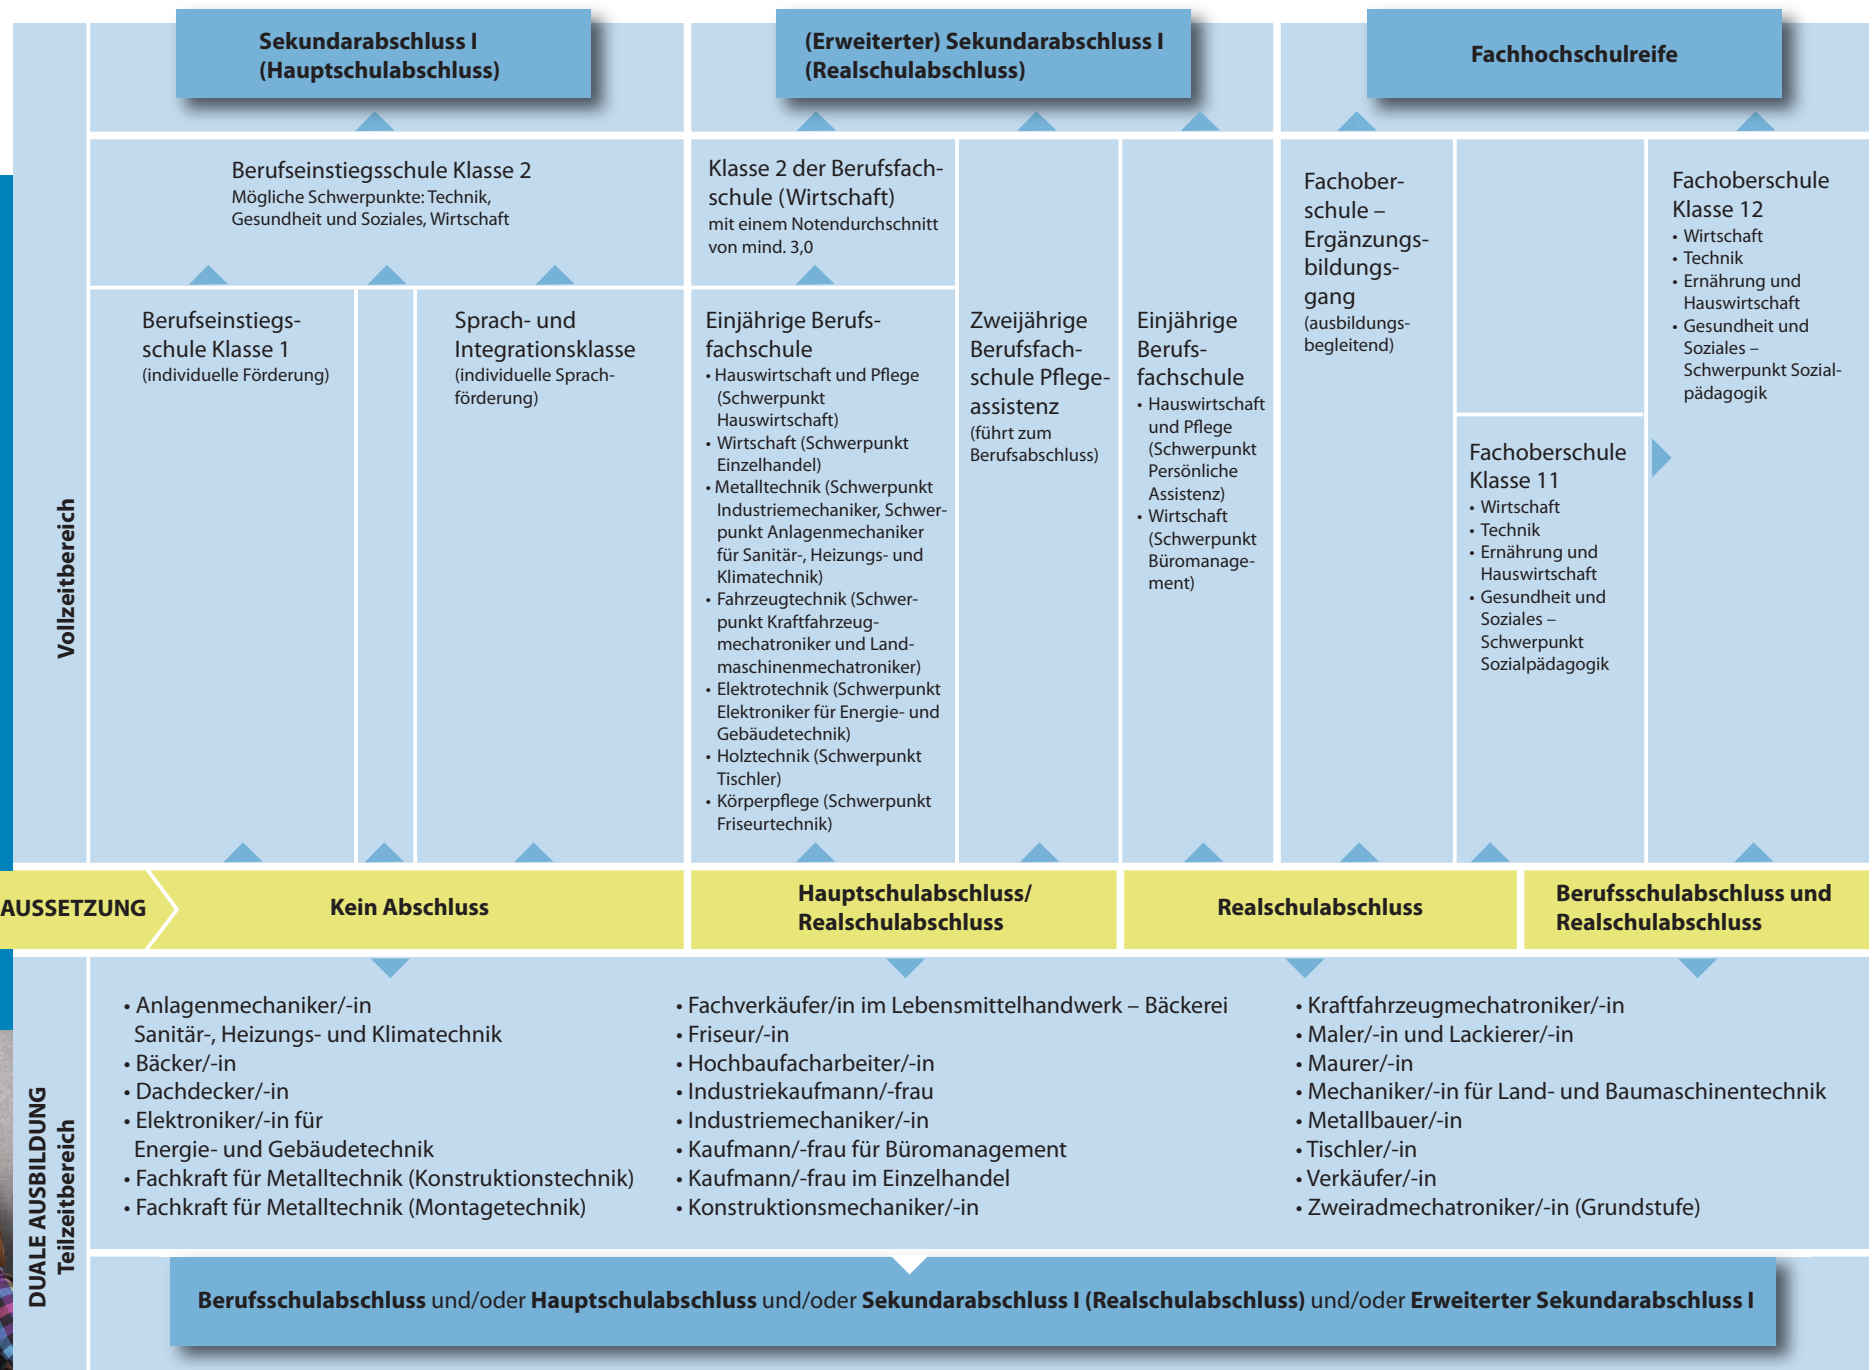 Sekundarabschluss I
(Hauptschulabschluss)
(Erweiterter) Sekundarabschluss I
(Realschulabschluss)
Fachhochschulreife
Vollzeitbereich
Berufseinstiegsschule Klasse 2
Mögliche Schwerpunkte: Technik,
Gesundheit und Soziales, Wirtschaft
Berufseinstiegs-
schule Klasse 1
(individuelle Förderung)
Sprach- und
Integrationsklasse
(individuelle Sprach-
förderung)
Klasse 2 der Berufsfach-
schule (Wirtschaft)
mit einem Notendurchschnitt
von mind. 3,0
Einjährige Berufs-
fachschule
• Hauswirtschaft und Pflege
(Schwerpunkt
Hauswirtschaft)
• Wirtschaft (Schwerpunkt
Einzelhandel)
• Metalltechnik (Schwerpunkt
Industriemechaniker, Schwer-
punkt Anlagenmechaniker
für Sanitär-, Heizungs- und
Klimatechnik)
• Fahrzeugtechnik (Schwer-
punkt Kraftfahrzeug-
mechatroniker und Land-
maschinenmechatroniker)
• Elektrotechnik (Schwerpunkt
Elektroniker für Energie- und
Gebäudetechnik)
• Holztechnik (Schwerpunkt
Tischler)
• Körperpflege (Schwerpunkt
Friseurtechnik)
Zweijährige
Berufsfach-
schule Pflege-
assistenz
(führt zum
Berufsabschluss)
Einjährige
Berufs-
fachschule
• Hauswirtschaft
und Pflege
(Schwerpunkt
Persönliche
Assistenz)
• Wirtschaft
(Schwerpunkt
Büromanage-
ment)
Fachober-
schule –
Ergänzungs-
bildungs-
gang
(ausbildungs-
begleitend)
Fachoberschule
Klasse 11
• Wirtschaft
• Technik
• Ernährung und
Hauswirtschaft
• Gesundheit und
Soziales –
Schwerpunkt
Sozialpädagogik
Fachoberschule
Klasse 12
• Wirtschaft
• Technik
• Ernährung und
Hauswirtschaft
• Gesundheit und
Soziales –
Schwerpunkt Sozial-
pädagogik
AUSSETZUNG
Kein Abschluss
Hauptschulabschluss/
Realschulabschluss
Realschulabschluss
Berufsschulabschluss und
Realschulabschluss
DUALE AUSBILDUNG
Teilzeitbereich
• Anlagenmechaniker/-in
Sanitär-, Heizungs- und Klimatechnik
• Bäcker/-in
• Dachdecker/-in
• Elektroniker/-in für
Energie- und Gebäudetechnik
• Fachkraft für Metalltechnik (Konstruktionstechnik)
• Fachkraft für Metalltechnik (Montagetechnik)
• Fachverkäufer/in im Lebensmittelhandwerk – Bäckerei
• Friseur/-in
• Hochbaufacharbeiter/-in
• Industriekaufmann/-frau
• Industriemechaniker/-in
• Kaufmann/-frau für Büromanagement
• Kaufmann/-frau im Einzelhandel
• Konstruktionsmechaniker/-in
• Kraftfahrzeugmechatroniker/-in
• Maler/-in und Lackierer/-in
• Maurer/-in
• Mechaniker/-in für Land- und Baumaschinentechnik
• Metallbauer/-in
• Tischler/-in
• Verkäufer/-in
• Zweiradmechatroniker/-in (Grundstufe)
Berufsschulabschluss und/oder Hauptschulabschluss und/oder Sekundarabschluss I (Realschulabschluss) und/oder Erweiterter Sekundarabschluss I